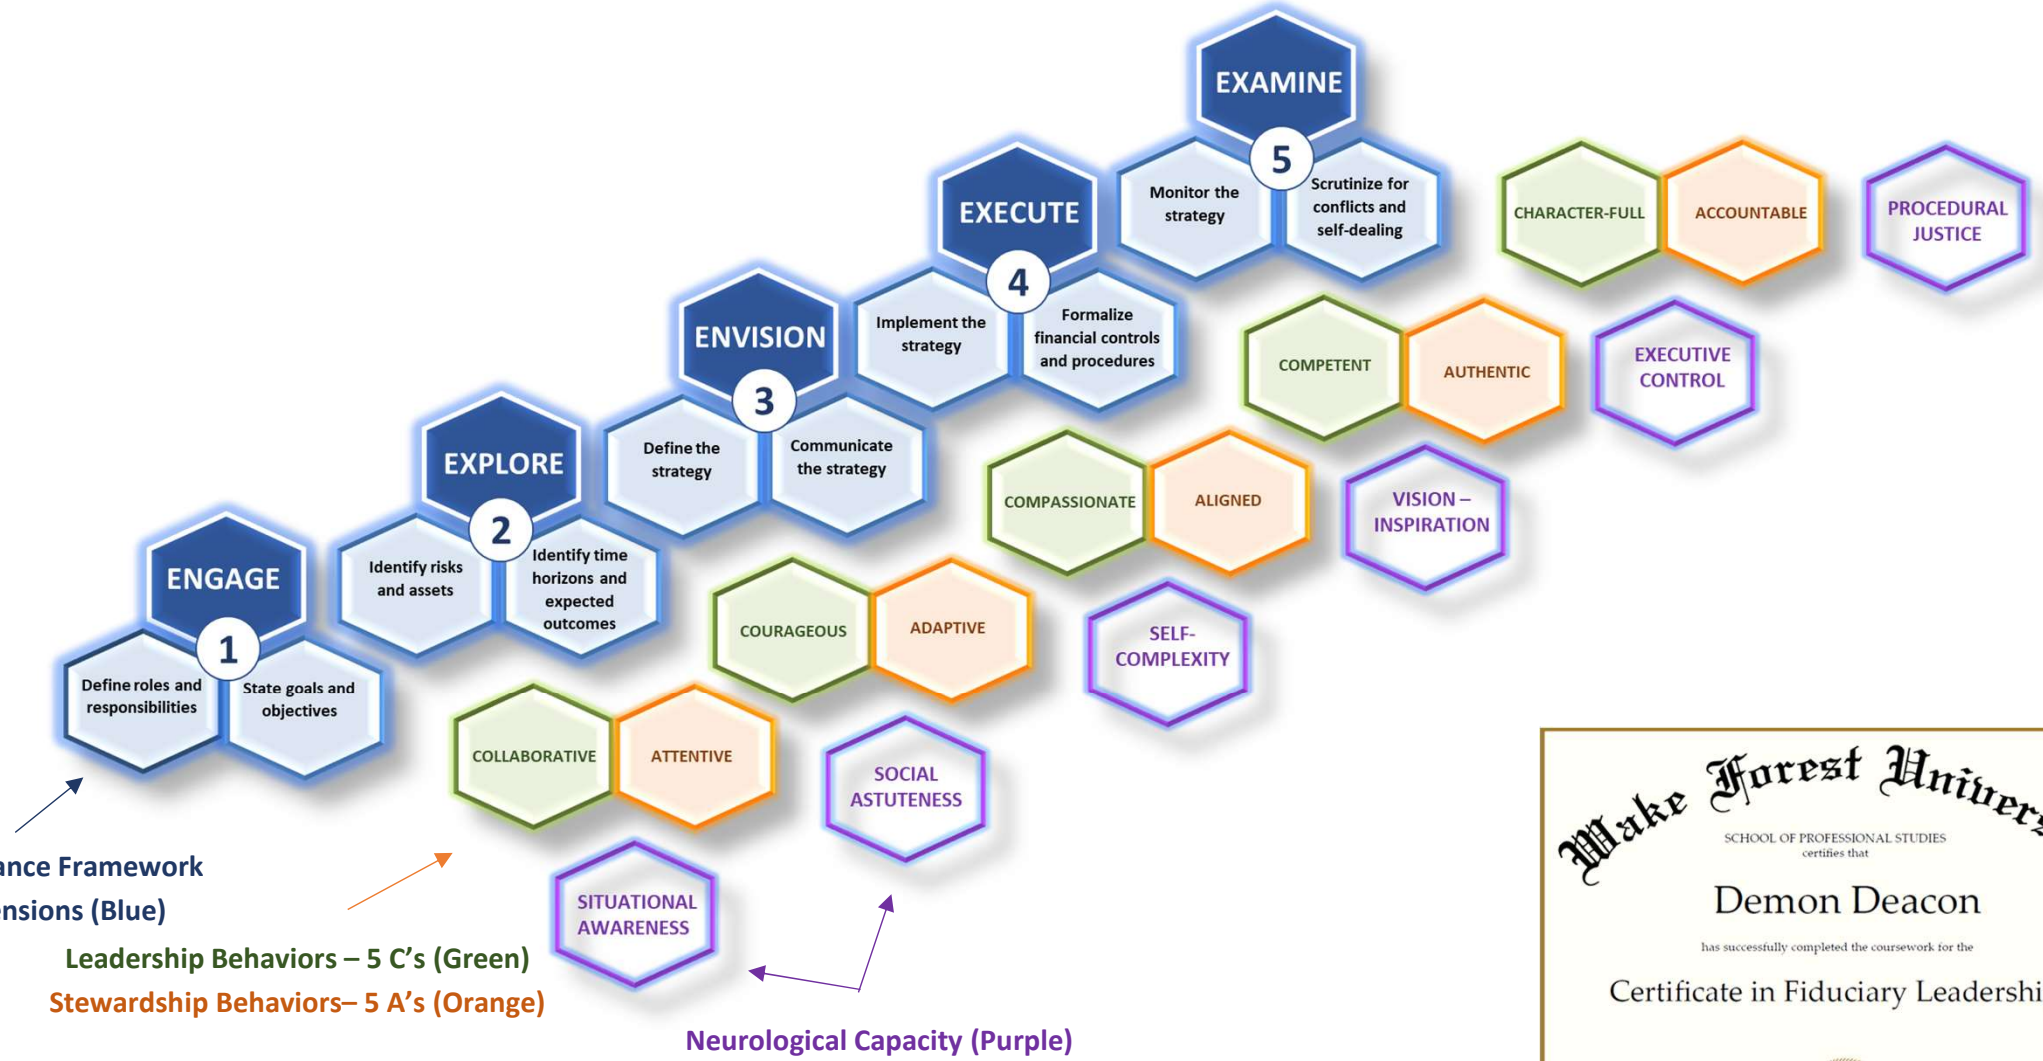 EXAMINE
5
Monitor the
strategy
Scrutinize for
conflicts and
self-dealing
CHARACTER-FULL
ACCOUNTABLE
PROCEDURAL
JUSTICE
EXECUTE
4
Implement the
strategy
Formalize
financial controls
and procedures
COMPETENT
AUTHENTIC
EXECUTIVE
CONTROL
ENVISION
3
Define the
strategy
Communicate
the strategy
COMPASSIONATE
ALIGNED
VISION –
INSPIRATION
EXPLORE
2
Identify risks
and assets
Identify time
horizons and
expected
outcomes
COURAGEOUS
ADAPTIVE
SELF-
COMPLEXITY
ENGAGE
1
Define roles and
responsibilities
State goals and
objectives
COLLABORATIVE
ATTENTIVE
SOCIAL
ASTUTENESS
SITUATIONAL
AWARENESS
ance Framework
ensions (Blue)
Leadership Behaviors – 5 C's (Green)
Stewardship Behaviors– 5 A's (Orange)
Neurological Capacity (Purple)
Wake Forest Univers
SCHOOL OF PROFESSIONAL STUDIES
certifies that
Demon Deacon
has successfully completed the coursework for the
Certificate in Fiduciary Leadershi